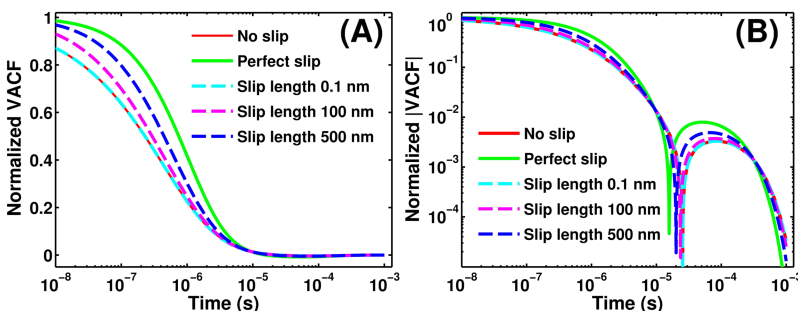 (A)
Normalized VACF
1
0.8
0.6
0.4
0.2
0
No slip
Perfect slip
Slip length 0.1 nm
Slip length 100 nm
Slip length 500 nm
10⁻⁸ 10⁻⁷ 10⁻⁶ 10⁻⁵ 10⁻⁴ 10⁻³
Time (s)
(B)
Normalized |VACF|
10⁰
10⁻¹
10⁻²
10⁻³
10⁻⁴
No slip
Perfect slip
Slip length 0.1 nm
Slip length 100 nm
Slip length 500 nm
10⁻⁸ 10⁻⁷ 10⁻⁶ 10⁻⁵ 10⁻⁴ 10⁻³
Time (s)